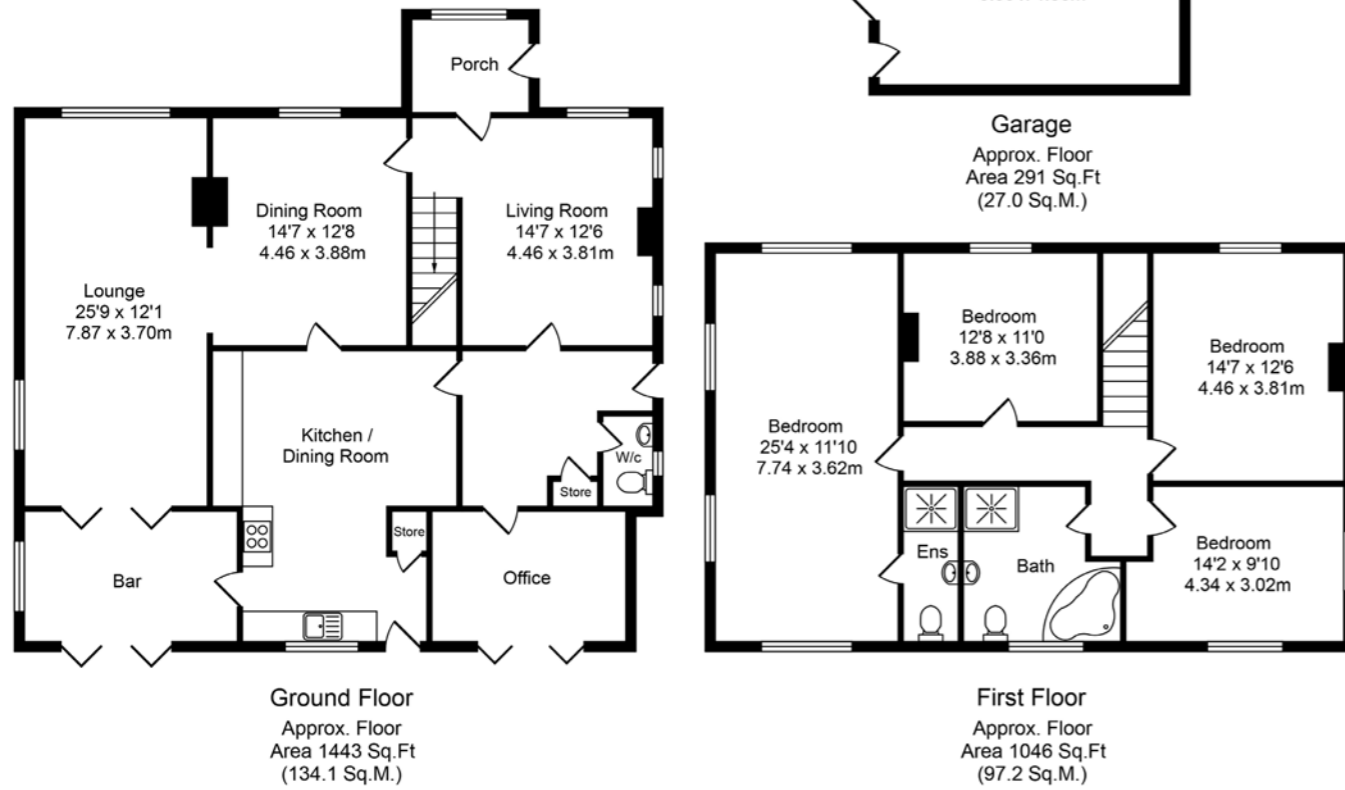 Porch
Dining Room
14'7 x 12'8
4.46 x 3.88m
Living Room
14'7 x 12'6
4.46 x 3.81m
Lounge
25'9 x 12'1
7.87 x 3.70m
Kitchen /
Dining Room
W/c
Store
Store
Bar
Office
Ground Floor
Approx. Floor
Area 1443 Sq.Ft
(134.1 Sq.M.)
Garage
Approx. Floor
Area 291 Sq.Ft
(27.0 Sq.M.)
Bedroom
12'8 x 11'0
3.88 x 3.36m
Bedroom
14'7 x 12'6
4.46 x 3.81m
Bedroom
25'4 x 11'10
7.74 x 3.62m
Ens
Bath
Bedroom
14'2 x 9'10
4.34 x 3.02m
First Floor
Approx. Floor
Area 1046 Sq.Ft
(97.2 Sq.M.)